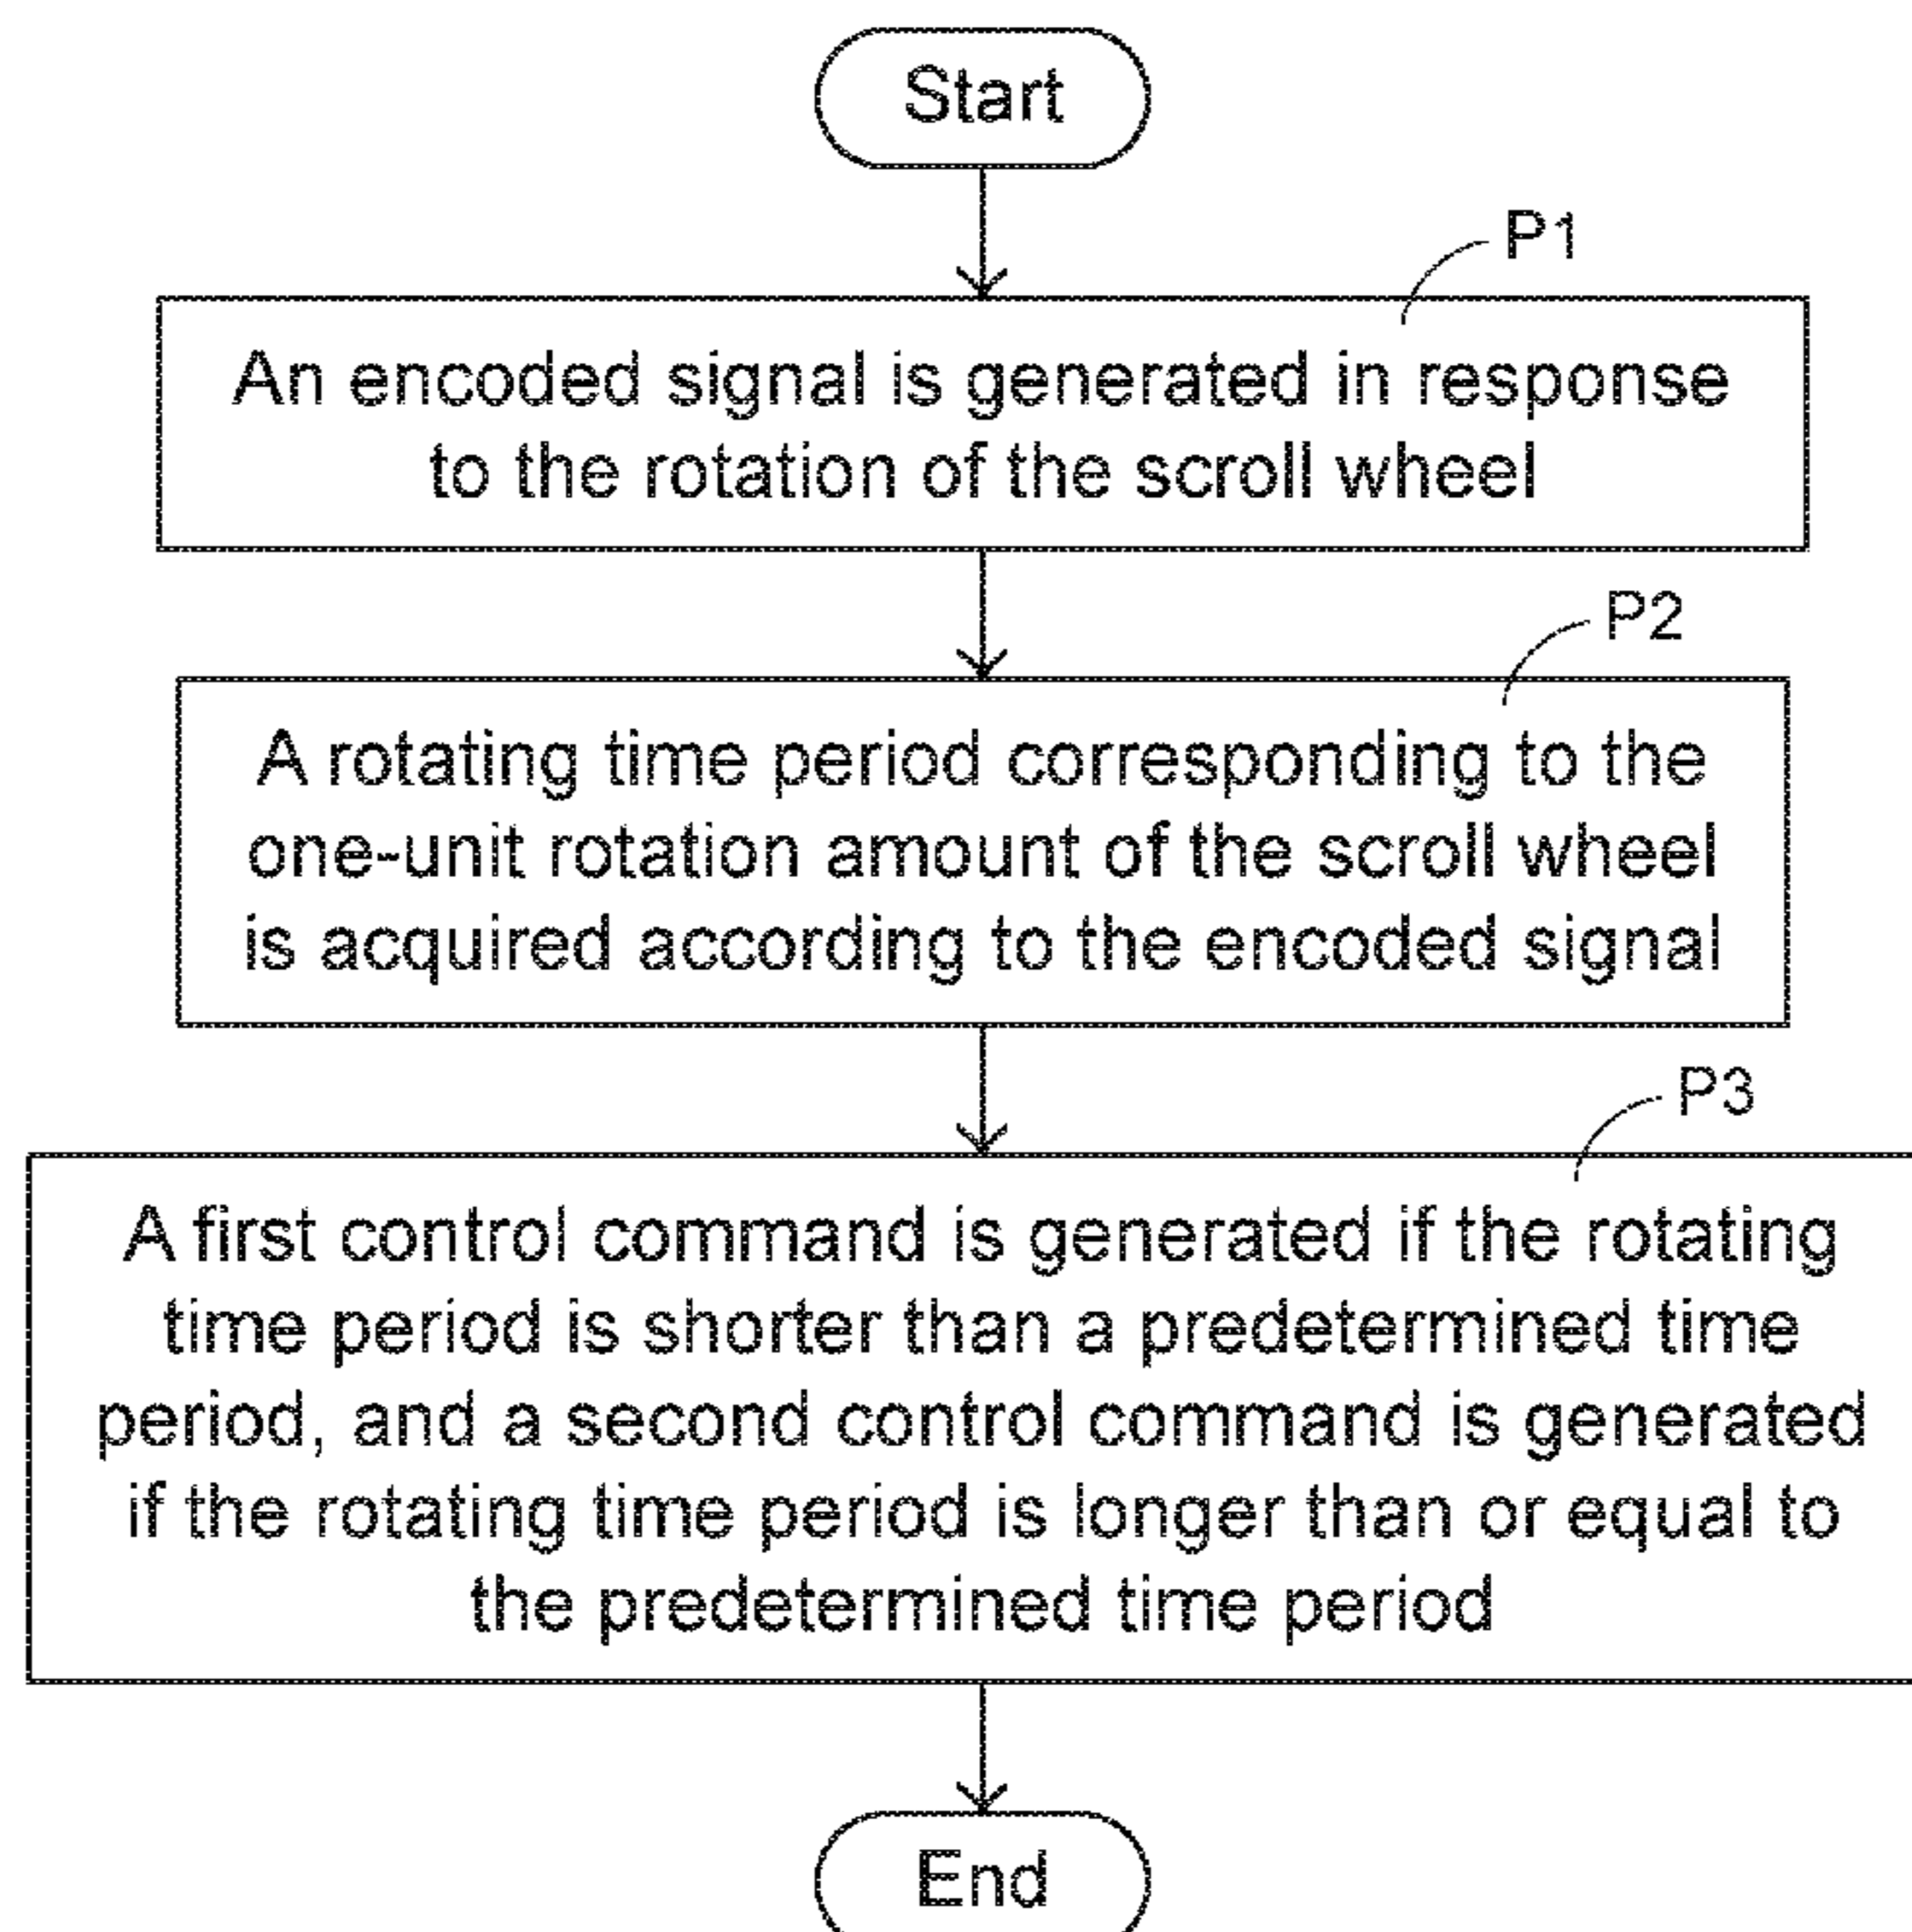 Start
P1
An encoded signal is generated in response
to the rotation of the scroll wheel
P2
A rotating time period corresponding to the
one-unit rotation amount of the scroll wheel
is acquired according to the encoded signal
P3
A first control command is generated if the rotating
time period is shorter than a predetermined time
period, and a second control command is generated
if the rotating time period is longer than or equal to
the predetermined time period
End